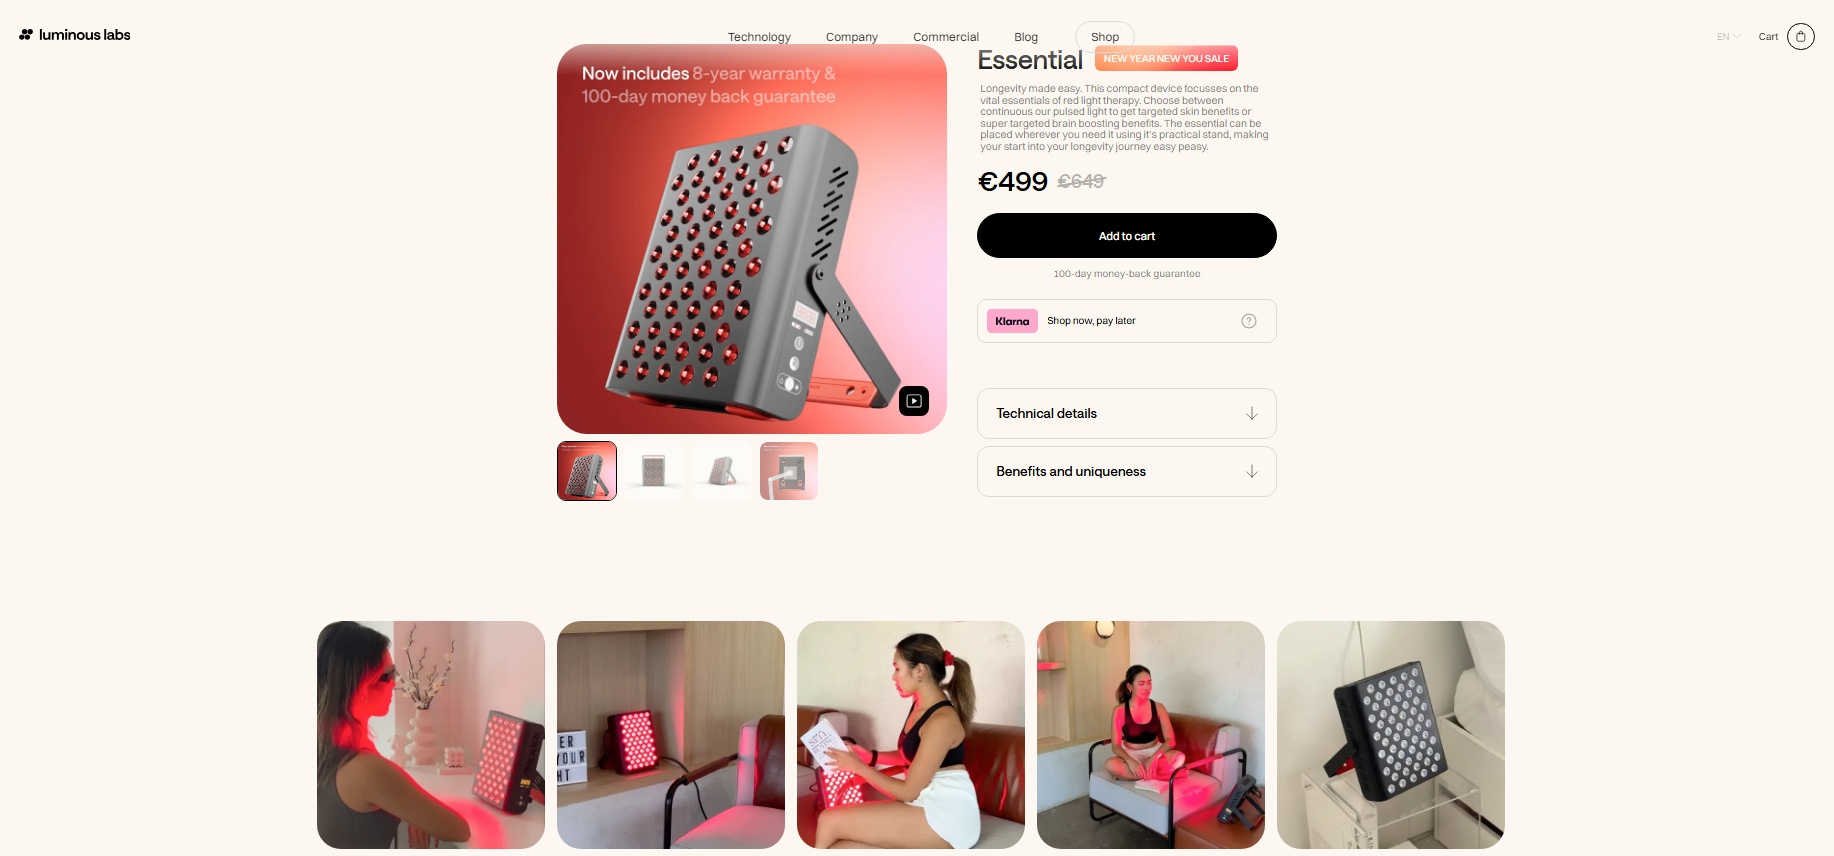 luminous labs
Technology
Company
Commercial
Blog
Shop
EN
Cart
Now includes 8-year warranty &
100-day money back guarantee
Essential
NEW YEAR NEW YOU SALE
Longevity made easy. This compact device focusses on the
vital essentials of red light therapy. Choose between
continuous our pulsed light to get targeted skin benefits or
super targeted brain boosting benefits. The essential can be
placed wherever you need it using it's practical stand, making
your start into your longevity journey easy peasy.
€499 €649
Add to cart
100-day money-back guarantee
Klarna
Shop now, pay later
Technical details
Benefits and uniqueness